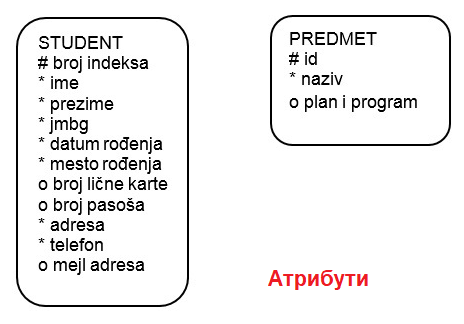 STUDENT
# broj indeksa
* ime
* prezime
* jmbg
* datum rođenja
* mesto rođenja
o broj lične karte
o broj pasoša
* adresa
* telefon
o mejl adresa
PREDMET
# id
* naziv
o plan i program
Атрибути